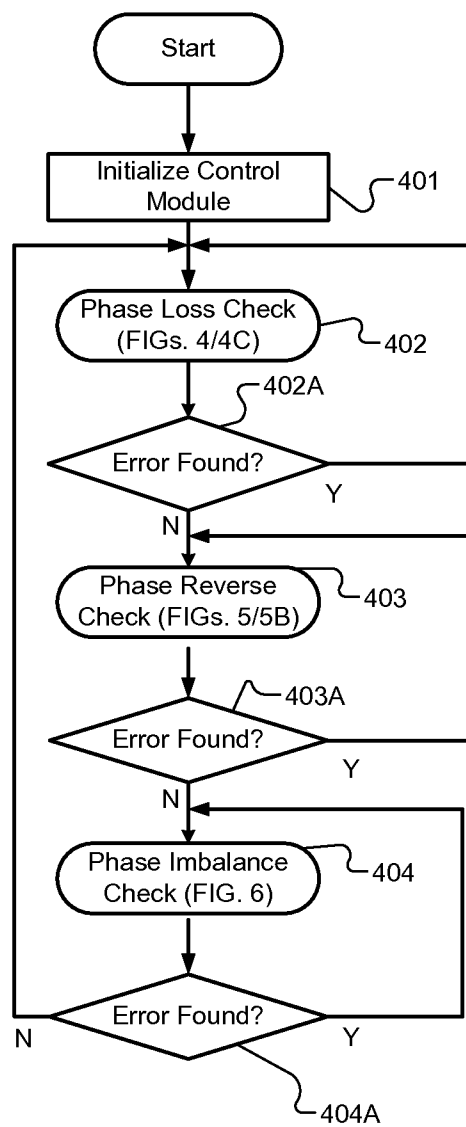 Start
Initialize Control
Module
401
Phase Loss Check
(FIGs. 4/4C)
402
402A
Error Found?
Y
N
Phase Reverse
Check (FIGs. 5/5B)
403
403A
Error Found?
Y
N
Phase Imbalance
Check (FIG. 6)
404
N
Error Found?
Y
404A